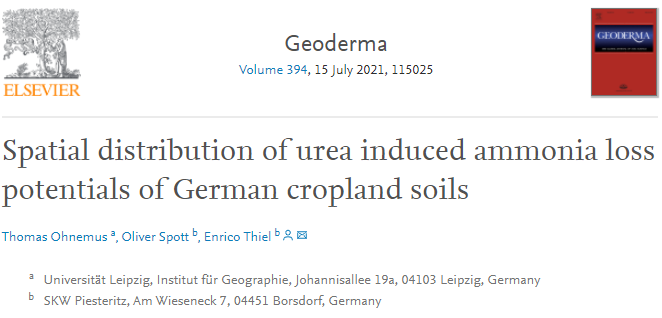 ELSEVIER
Geoderma
Volume 394, 15 July 2021, 115025
GEODERMA
Spatial distribution of urea induced ammonia loss
potentials of German cropland soils
Thomas Ohnemus a, Oliver Spott b, Enrico Thiel b
a Universität Leipzig, Institut für Geographie, Johannisallee 19a, 04103 Leipzig, Germany
b SKW Piesteritz, Am Wieseneck 7, 04451 Borsdorf, Germany